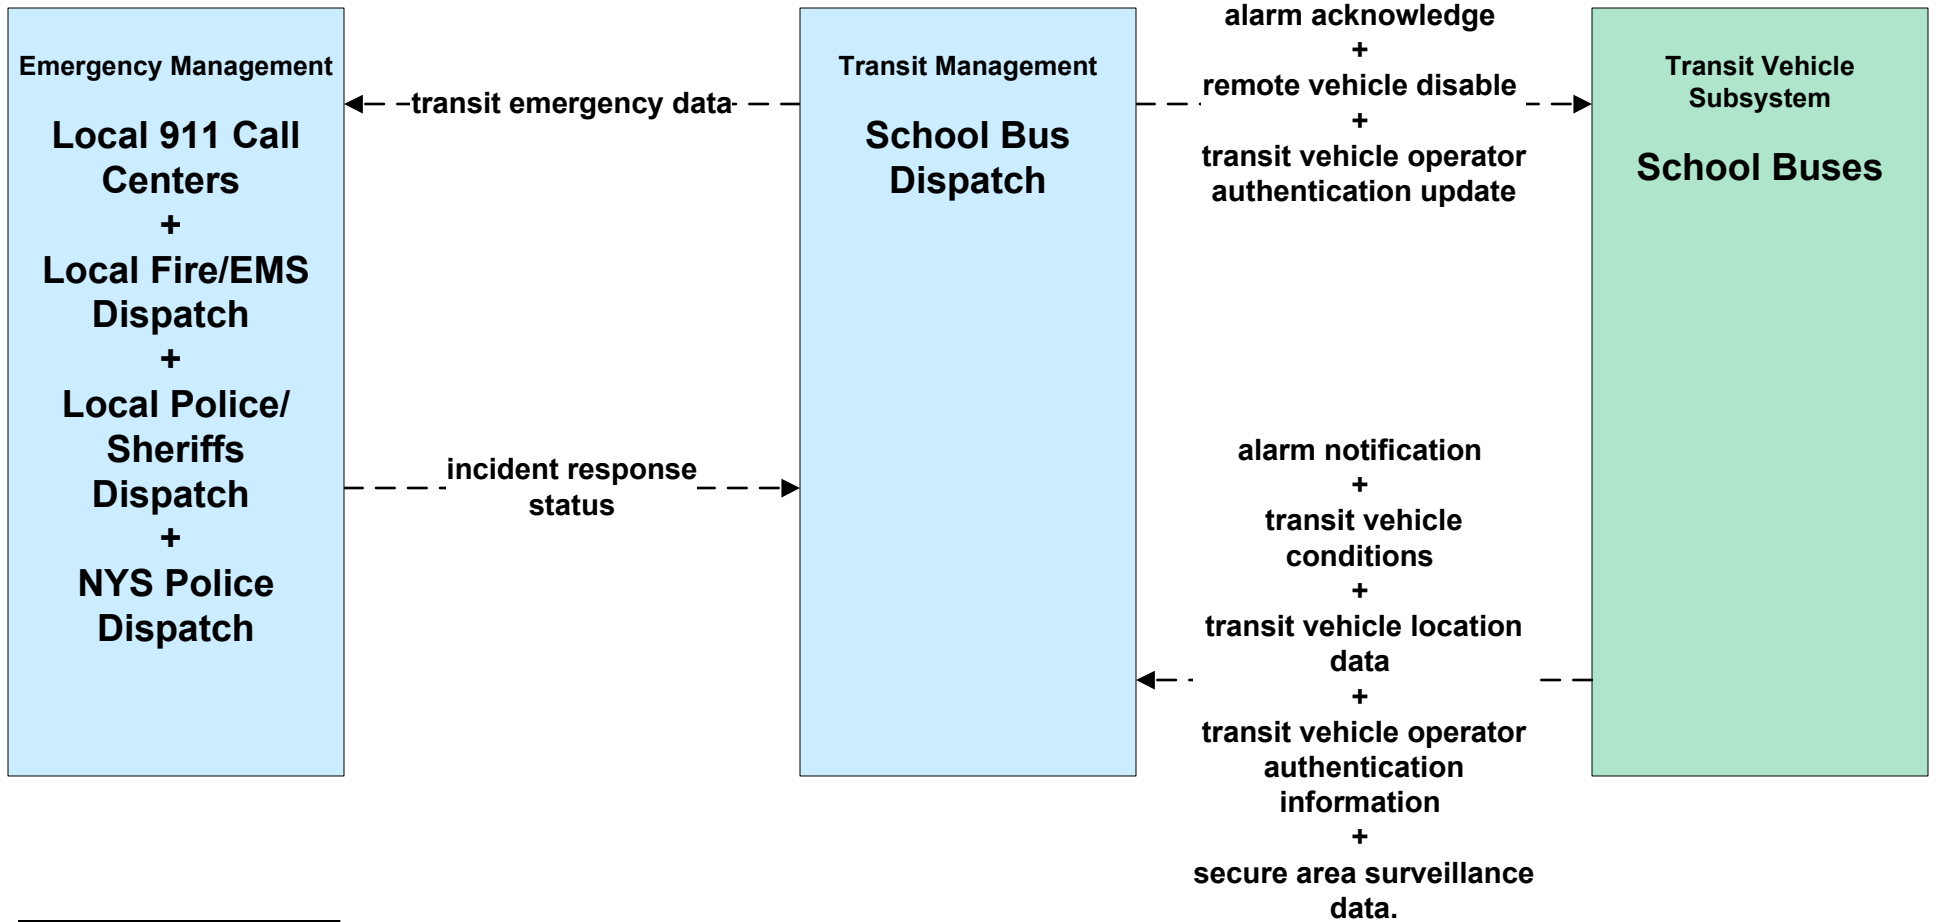 Emergency Management
Local 911 Call
Centers
+
Local Fire/EMS
Dispatch
+
Local Police/
Sheriffs
Dispatch
+
NYS Police
Dispatch
transit emergency data
incident response
status
Transit Management
School Bus
Dispatch
alarm acknowledge
+
remote vehicle disable
+
transit vehicle operator
authentication update
alarm notification
+
transit vehicle
conditions
+
transit vehicle location
data
+
transit vehicle operator
authentication
information
+
secure area surveillance
data.
Transit Vehicle
Subsystem
School Buses